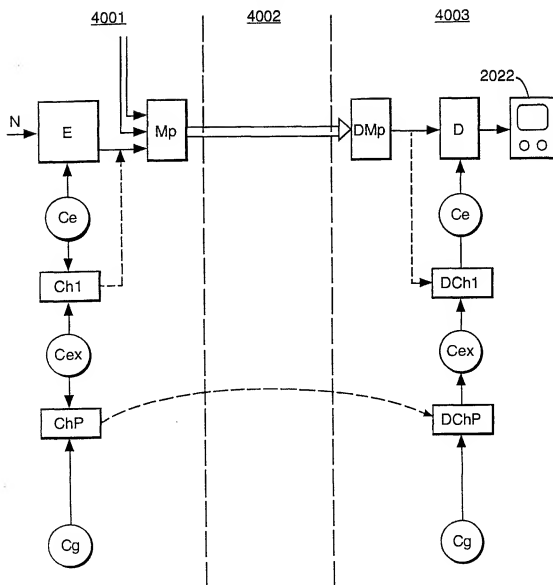 4001
4002
4003
2022
N
E
Mp
DMp
D
Ce
Ce
Ch1
DCh1
Cex
Cex
ChP
DChP
Cg
Cg